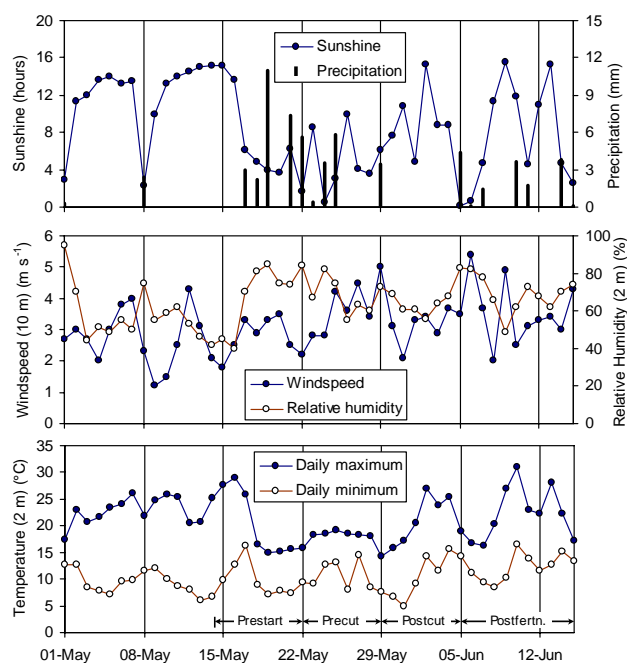 20
16
12
8
4
0
Sunshine (hours)
Sunshine
Precipitation
15
12
9
6
3
0
Precipitation (mm)
6
5
4
3
2
1
0
Windspeed (10 m) (m s-1)
Windspeed
Relative humidity
100
80
60
40
20
0
Relative Humidity (2 m) (%)
35
30
25
20
15
10
5
0
Temperature (2 m) (°C)
Daily maximum
Daily minimum
Prestart
Precut
Postcut
Postfertn.
01-May
08-May
15-May
22-May
29-May
05-Jun
12-Jun